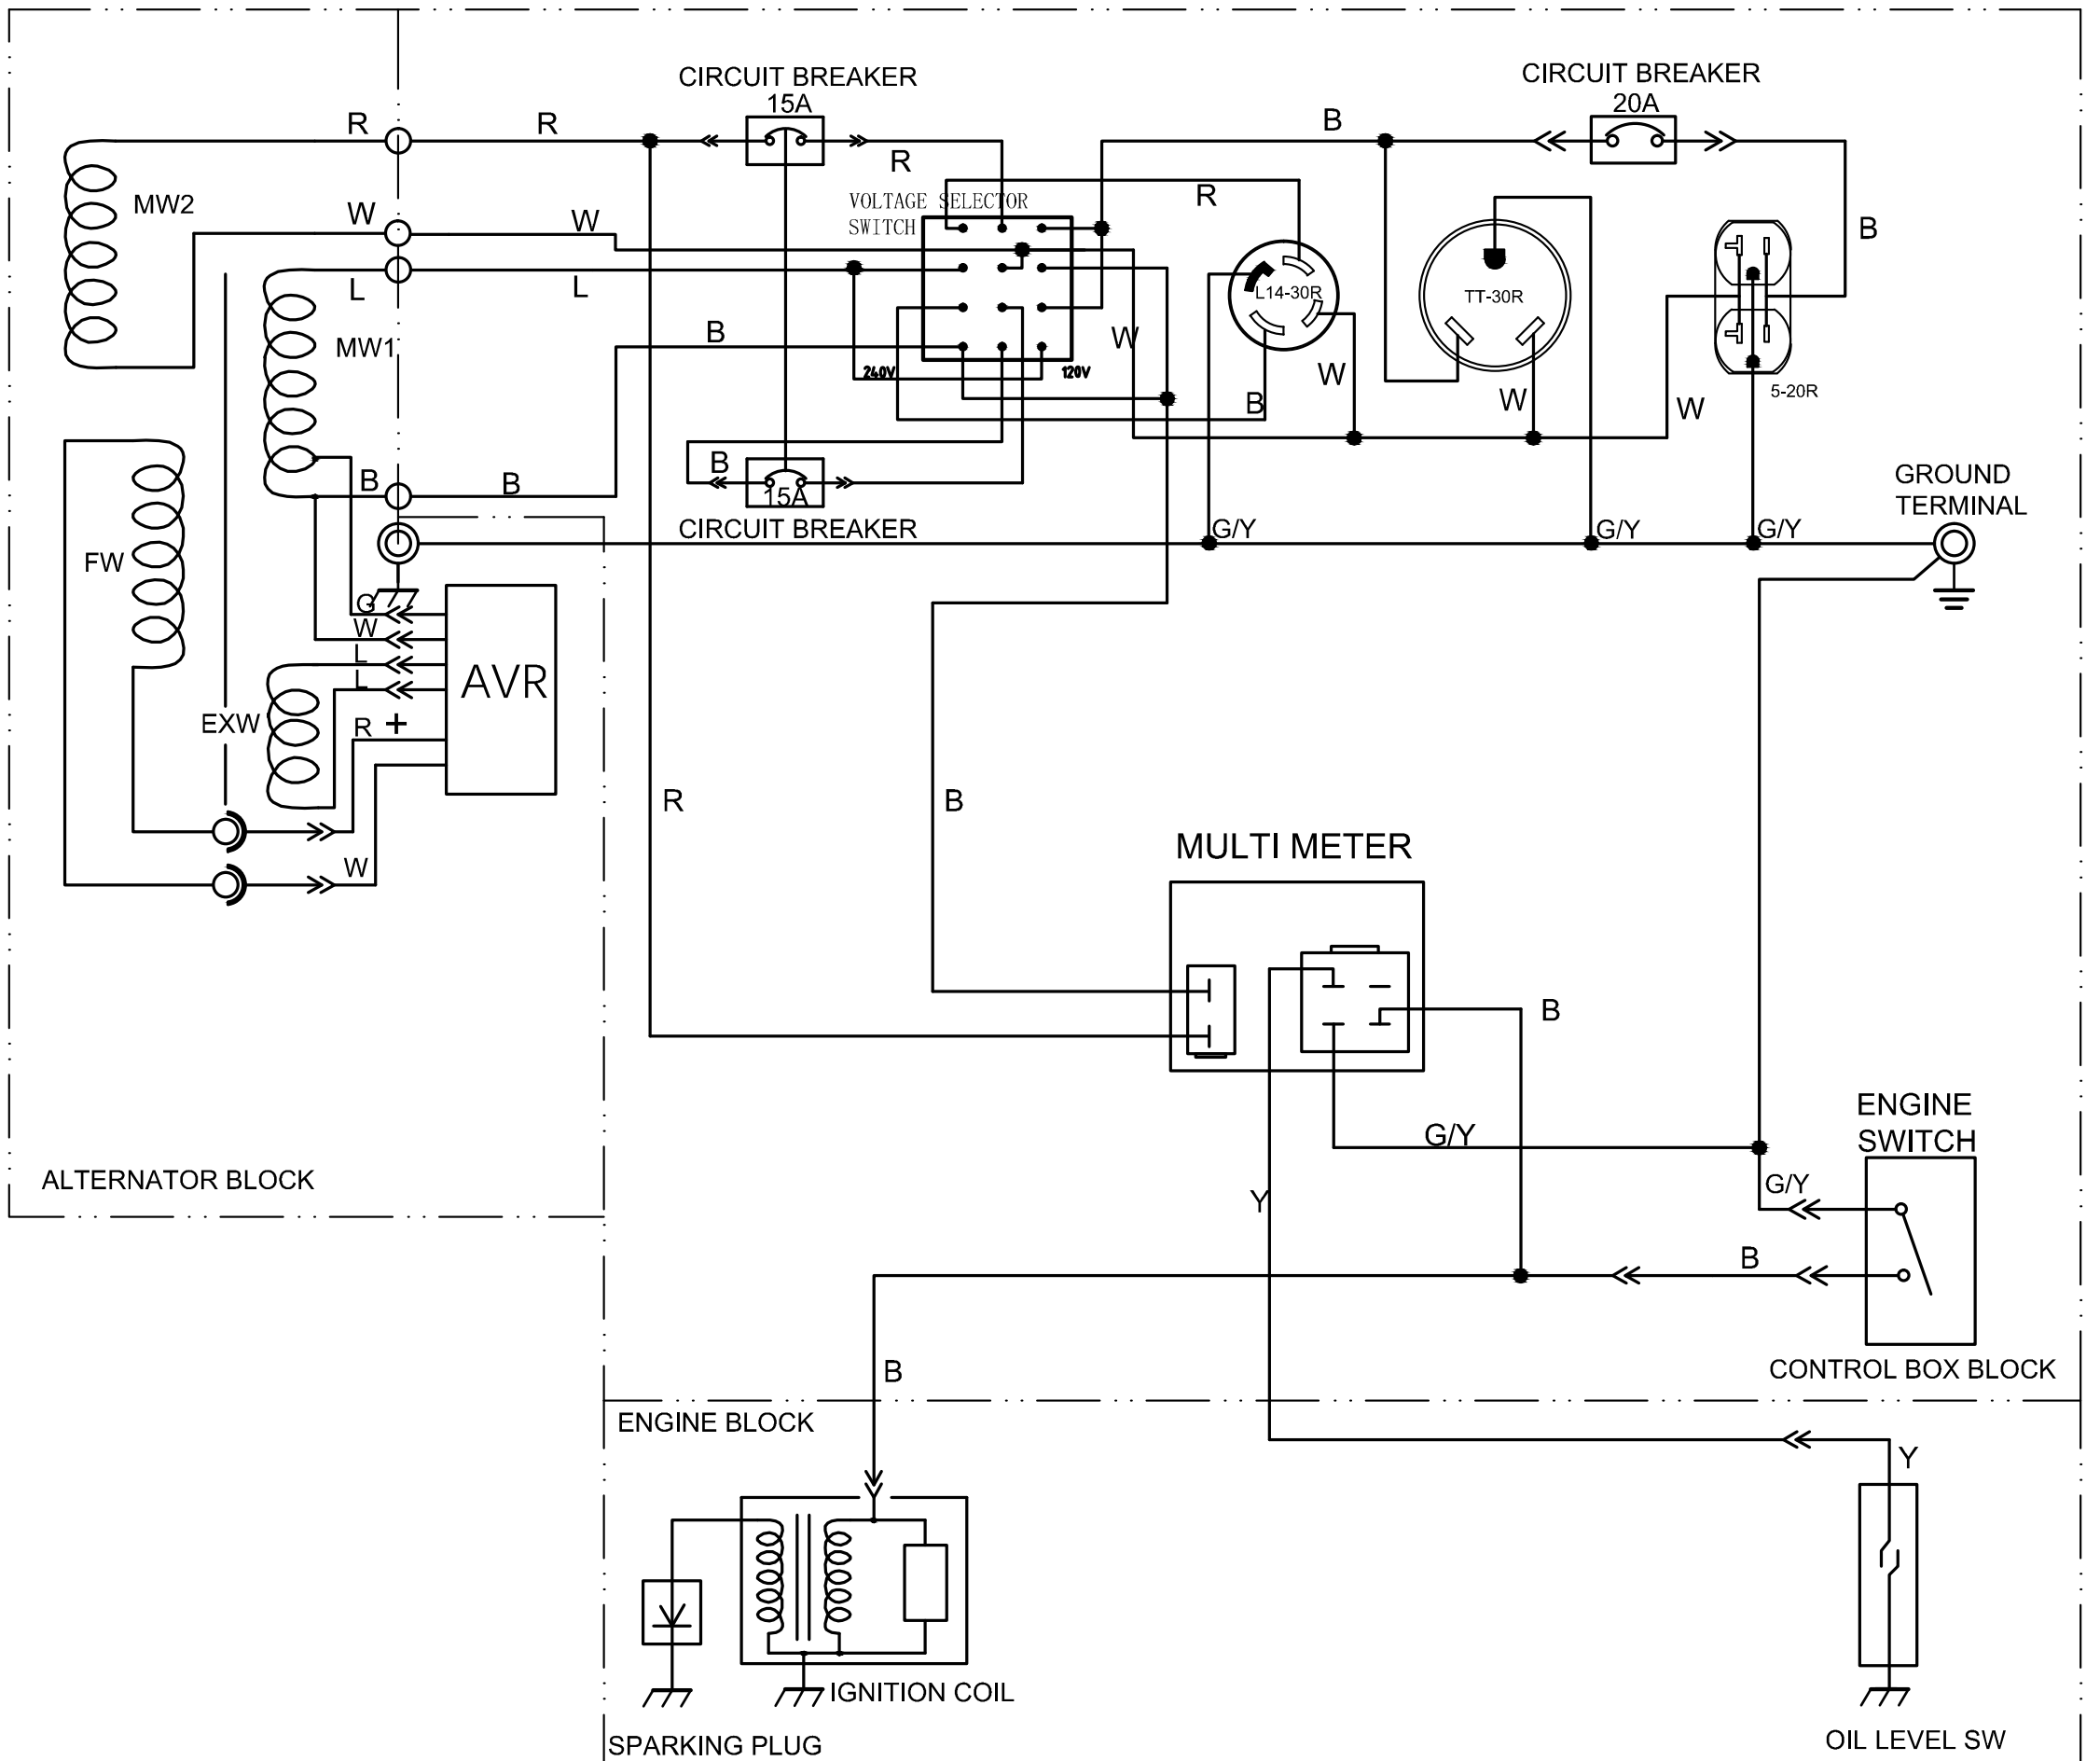 CIRCUIT BREAKER
15A
CIRCUIT BREAKER
20A
R
R
B
R
MW2
VOLTAGE SELECTOR
SWITCH
R
W
W
B
L
L
L14-30R
TT-30R
MW1
B
W
W
240V
120V
5-20R
B
W
W
B
B
B
15A
CIRCUIT BREAKER
G/Y
G/Y
G/Y
GROUND
TERMINAL
FW
G
W
L
L
AVR
EXW
R +
W
R
B
MULTI METER
B
G/Y
ENGINE
SWITCH
G/Y
Y
B
ALTERNATOR BLOCK
B
CONTROL BOX BLOCK
ENGINE BLOCK
Y
IGNITION COIL
SPARKING PLUG
OIL LEVEL SW